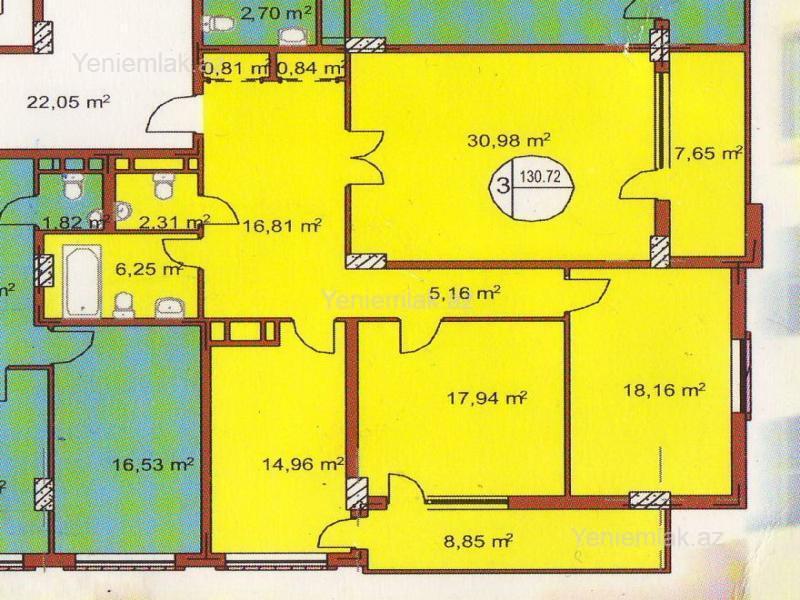 2,70 m²
Yeniemlak.az
0,81 m²
0,84 m²
22,05 m²
30,98 m²
7,65 m²
3
130.72
1,82 m²
2,31 m²
16,81 m²
6,25 m²
m²
5,16 m²
Yeniemlak.az
18,16 m²
17,94 m²
16,53 m²
14,96 m²
8,85 m²
Yeniemlak.az